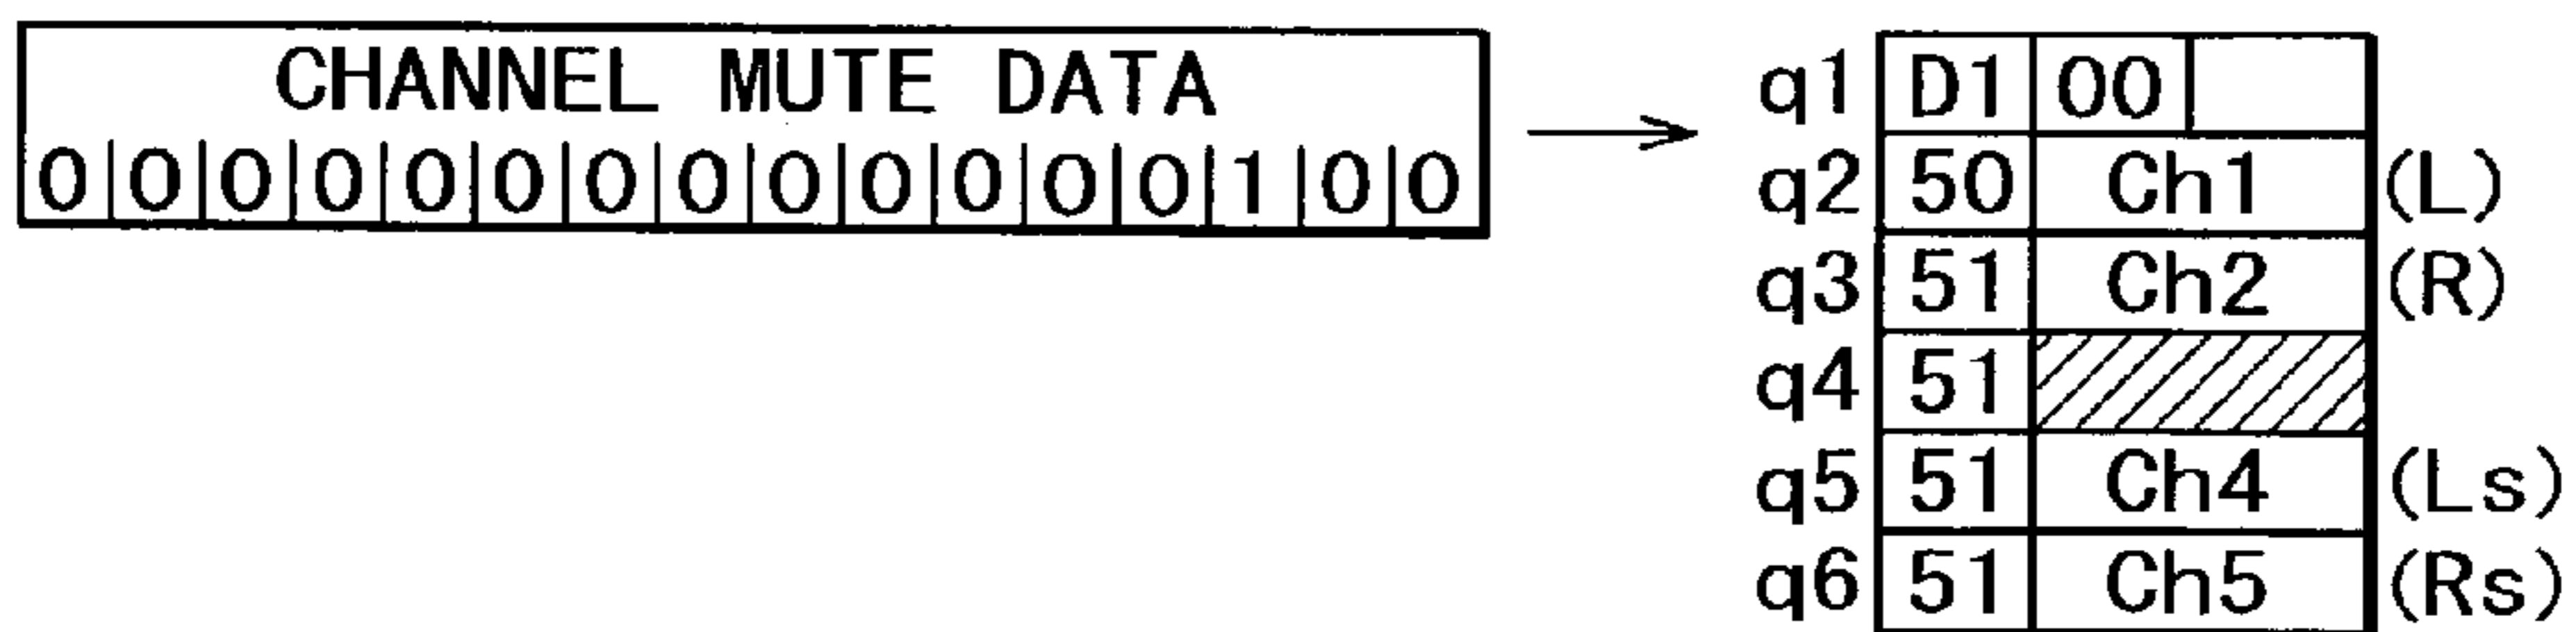 CHANNEL MUTE DATA
0 0 0 0 0 0 0 0 0 0 0 0 0 1 0 0
q1 D1 00
q2 50 Ch1 (L)
q3 51 Ch2 (R)
q4 51
q5 51 Ch4 (Ls)
q6 51 Ch5 (Rs)